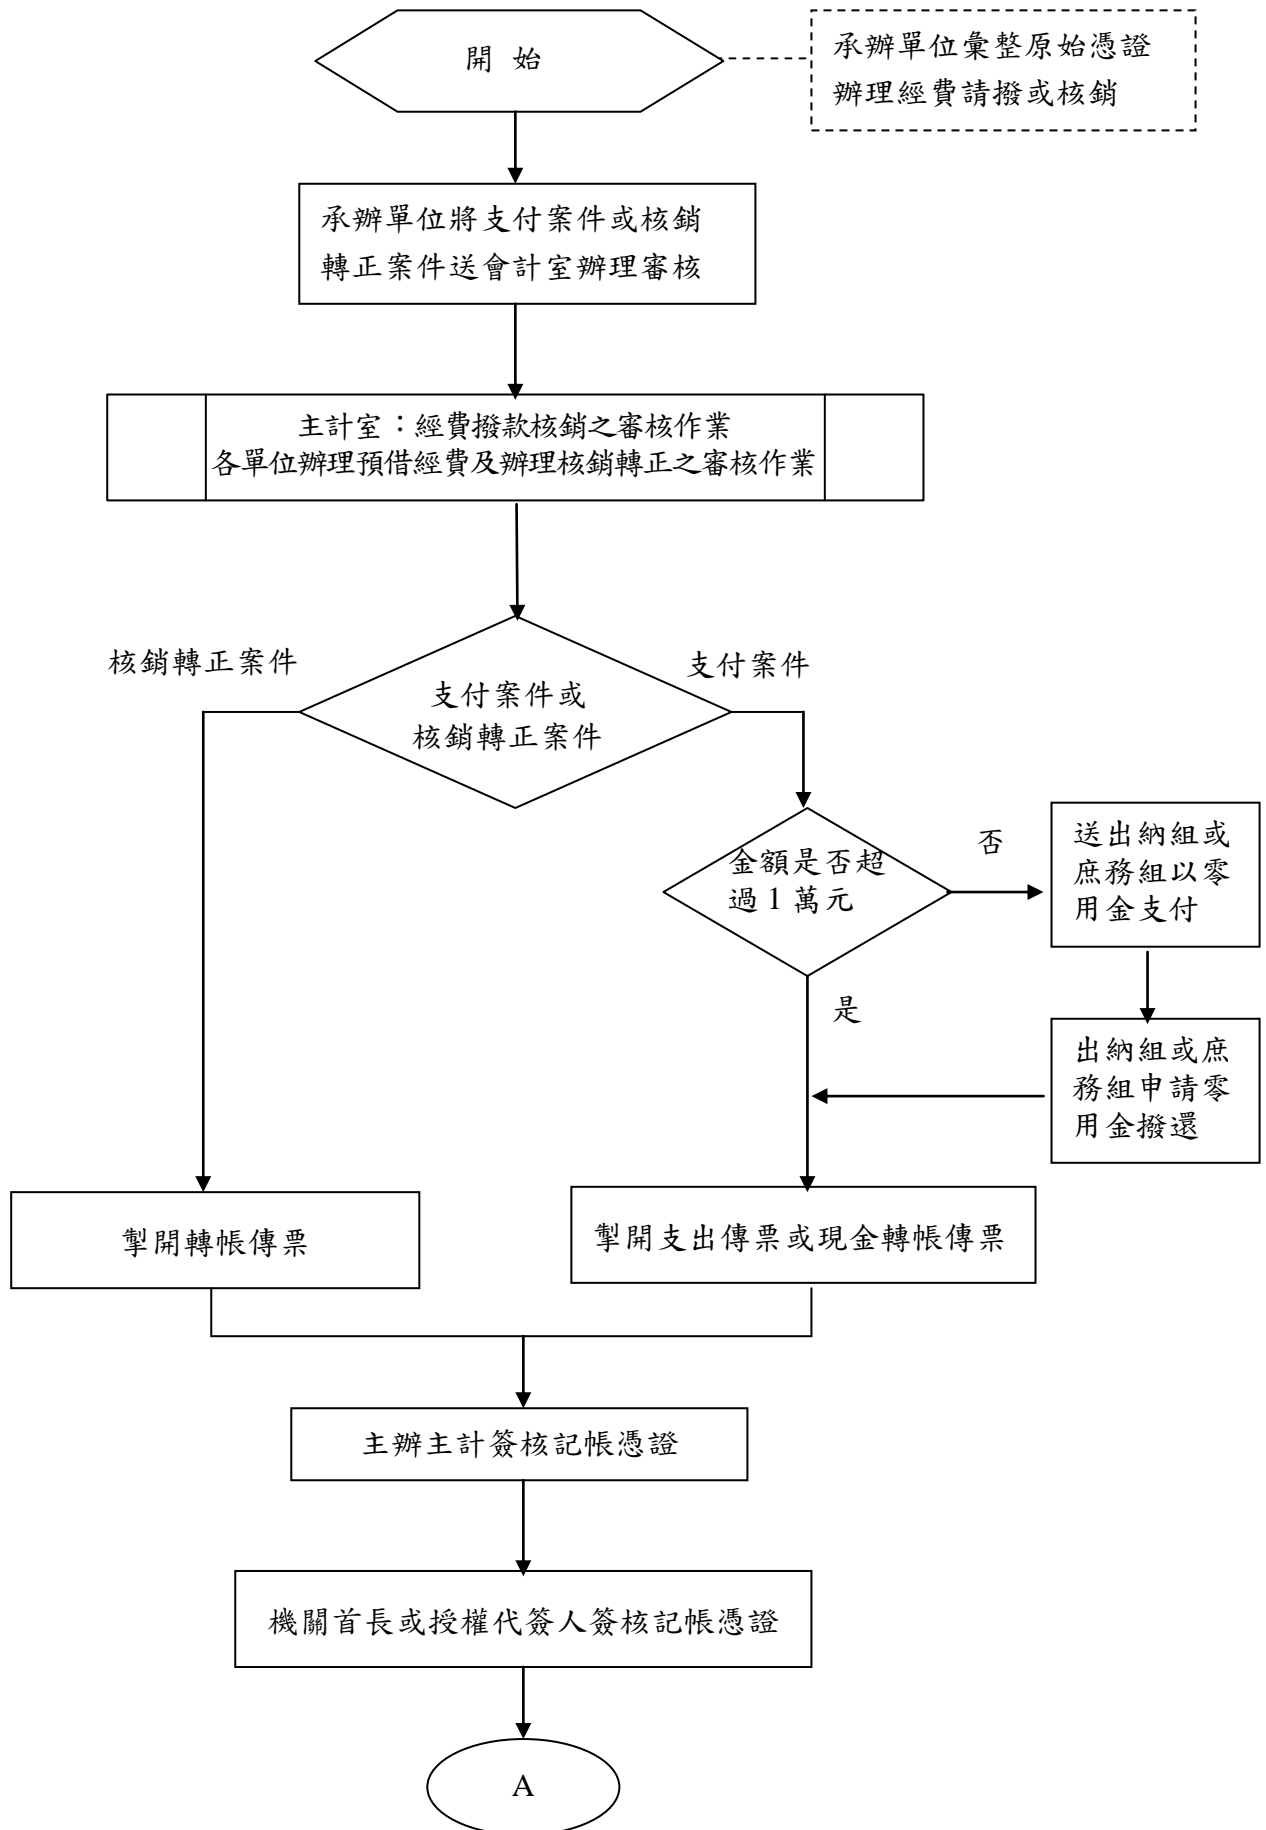 開 始
承辦單位彙整原始憑證
辦理經費請撥或核銷
承辦單位將支付案件或核銷
轉正案件送會計室辦理審核
主計室：經費撥款核銷之審核作業
各單位辦理預借經費及辦理核銷轉正之審核作業
核銷轉正案件
支付案件
支付案件或
核銷轉正案件
金額是否超
過 1 萬元
否
送出納組或
庶務組以零
用金支付
是
出納組或庶
務組申請零
用金撥還
掣開轉帳傳票
掣開支出傳票或現金轉帳傳票
主辦主計簽核記帳憑證
機關首長或授權代簽人簽核記帳憑證
A